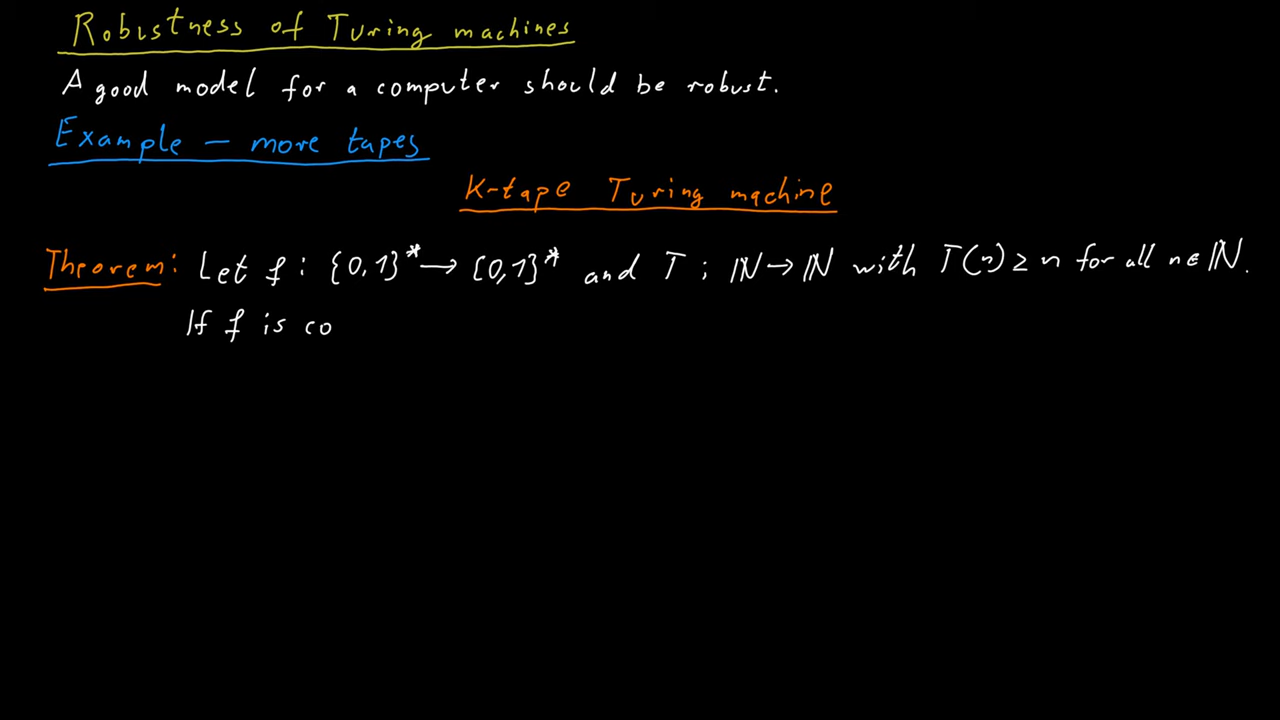 Robustness of Turing machines
A good model for a computer should be robust.
Example – more tapes
K-tape Turing machine
Theorem: Let f : {0,1}* → {0,1}* and T : ℕ → ℕ with T(n) ≥ n for all n ∈ ℕ.
If f is co